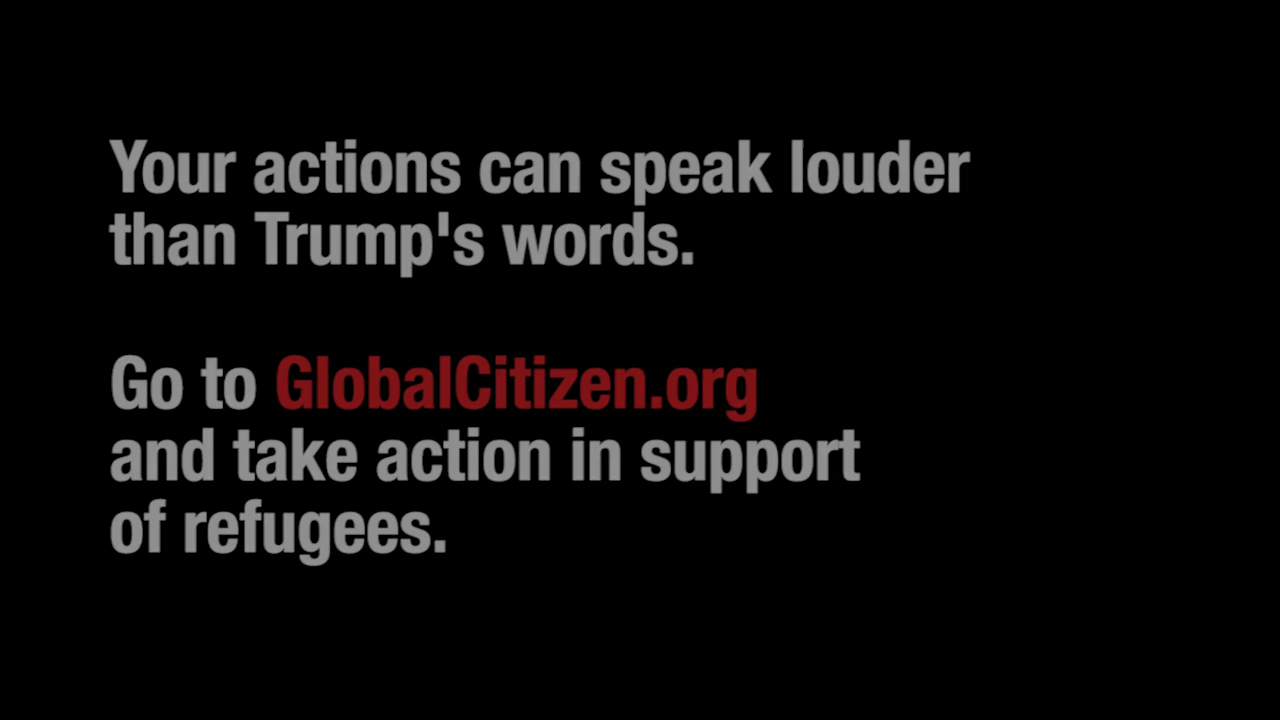 Your actions can speak louder
than Trump's words.
Go to GlobalCitizen.org
and take action in support
of refugees.